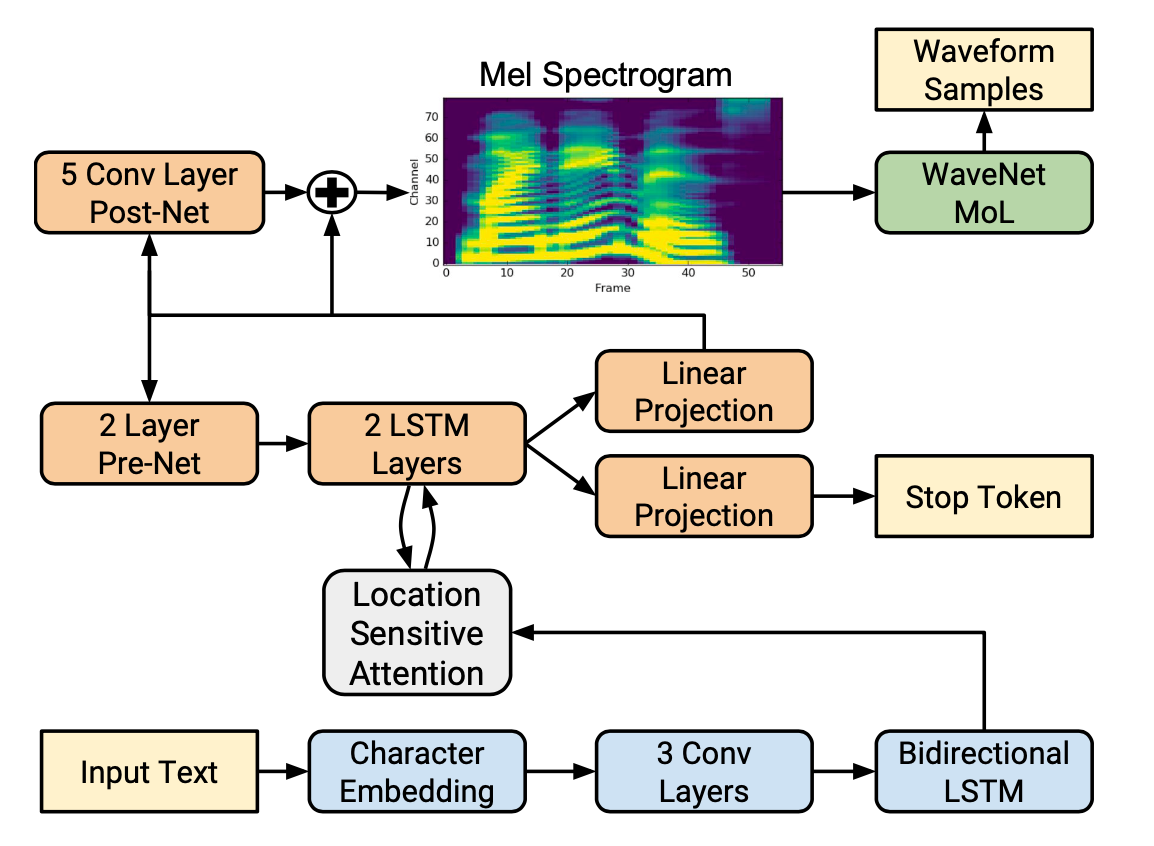 Waveform
Samples
Mel Spectrogram
70
60
50
40
30
20
10
0
Channel
0 10 20 30 40 50
Frame
5 Conv Layer
Post-Net
WaveNet
MoL
Linear
Projection
2 Layer
Pre-Net
2 LSTM
Layers
Linear
Projection
Stop Token
Location
Sensitive
Attention
Input Text
Character
Embedding
3 Conv
Layers
Bidirectional
LSTM